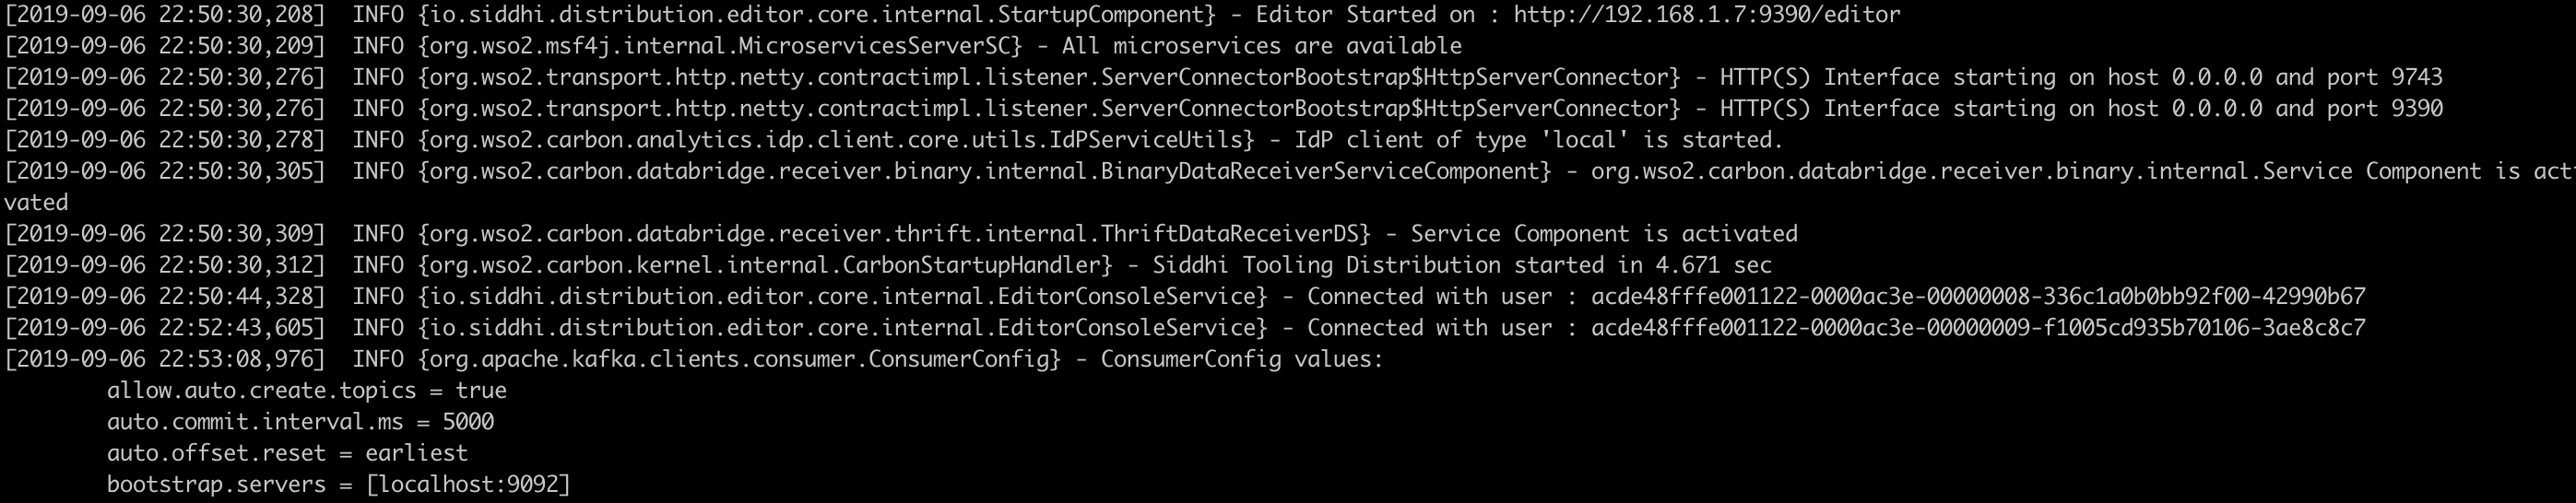 [2019-09-06 22:50:30,208]  INFO {io.siddhi.distribution.editor.core.internal.StartupComponent} - Editor Started on : http://192.168.1.7:9390/editor
[2019-09-06 22:50:30,209]  INFO {org.wso2.msf4j.internal.MicroservicesServerSC} - All microservices are available
[2019-09-06 22:50:30,276]  INFO {org.wso2.transport.http.netty.contractimpl.listener.ServerConnectorBootstrap$HttpServerConnector} - HTTP(S) Interface starting on host 0.0.0.0 and port 9743
[2019-09-06 22:50:30,276]  INFO {org.wso2.transport.http.netty.contractimpl.listener.ServerConnectorBootstrap$HttpServerConnector} - HTTP(S) Interface starting on host 0.0.0.0 and port 9390
[2019-09-06 22:50:30,278]  INFO {org.wso2.carbon.analytics.idp.client.core.utils.IdPServiceUtils} - IdP client of type 'local' is started.
[2019-09-06 22:50:30,305]  INFO {org.wso2.carbon.databridge.receiver.binary.internal.BinaryDataReceiverServiceComponent} - org.wso2.carbon.databridge.receiver.binary.internal.Service Component is acti
vated
[2019-09-06 22:50:30,309]  INFO {org.wso2.carbon.databridge.receiver.thrift.internal.ThriftDataReceiverDS} - Service Component is activated
[2019-09-06 22:50:30,312]  INFO {org.wso2.carbon.kernel.internal.CarbonStartupHandler} - Siddhi Tooling Distribution started in 4.671 sec
[2019-09-06 22:50:44,328]  INFO {io.siddhi.distribution.editor.core.internal.EditorConsoleService} - Connected with user : acde48fffe001122-0000ac3e-00000008-336c1a0b0bb92f00-42990b67
[2019-09-06 22:52:43,605]  INFO {io.siddhi.distribution.editor.core.internal.EditorConsoleService} - Connected with user : acde48fffe001122-0000ac3e-00000009-f1005cd935b70106-3ae8c8c7
[2019-09-06 22:53:08,976]  INFO {org.apache.kafka.clients.consumer.ConsumerConfig} - ConsumerConfig values:
allow.auto.create.topics = true
auto.commit.interval.ms = 5000
auto.offset.reset = earliest
bootstrap.servers = [localhost:9092]